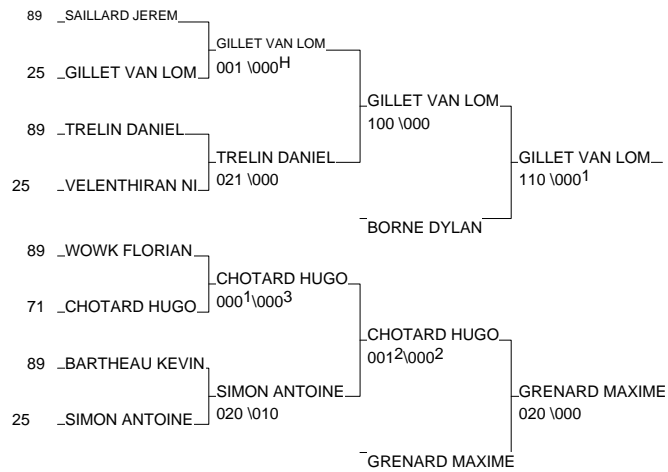 89 SAILLARD JEREM
GILLET VAN LOM
25 GILLET VAN LOM
001 \000H
GILLET VAN LOM
100 \000
89 TRELIN DANIEL
TRELIN DANIEL
021 \000
GILLET VAN LOM
110 \000¹
25 VELENTHIRAN NI
BORNE DYLAN
89 WOWK FLORIAN
CHOTARD HUGO
000¹\000³
71 CHOTARD HUGO
CHOTARD HUGO
001²\000²
89 BARTHEAU KEVIN
SIMON ANTOINE
020 \010
GRENARD MAXIME
020 \000
25 SIMON ANTOINE
GRENARD MAXIME